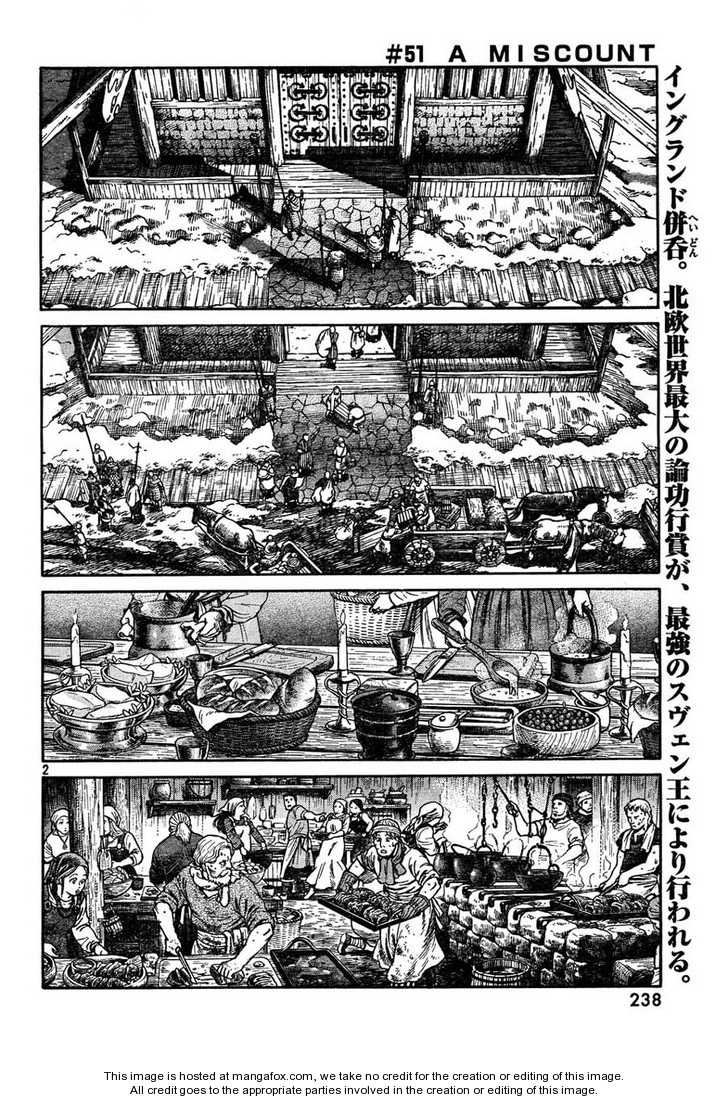 #51 A MISCOUNT
イングランド併呑。北欧世界最大の論功行賞が、最強のスヴェン王により行われる。
へいどん
2
238
This image is hosted at mangafox.com, we take no credit for the creation or editing of this image.
All credit goes to the appropriate parties involved in the creation or editing of this image.